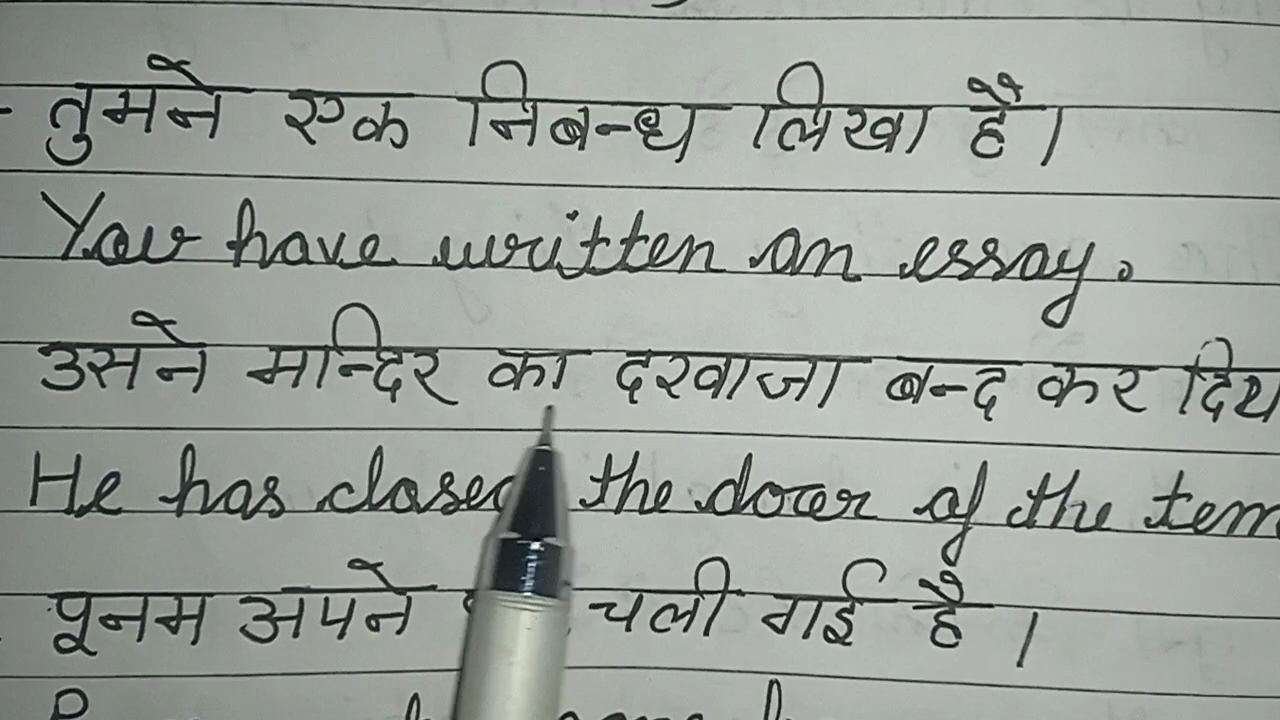 तुमने एक निबन्ध लिखा है।
You have written an essay.
उसने मन्दिर का दरवाजा बन्द कर दिय
He has closed the door of the tem
पूनम अपने चली गई है।